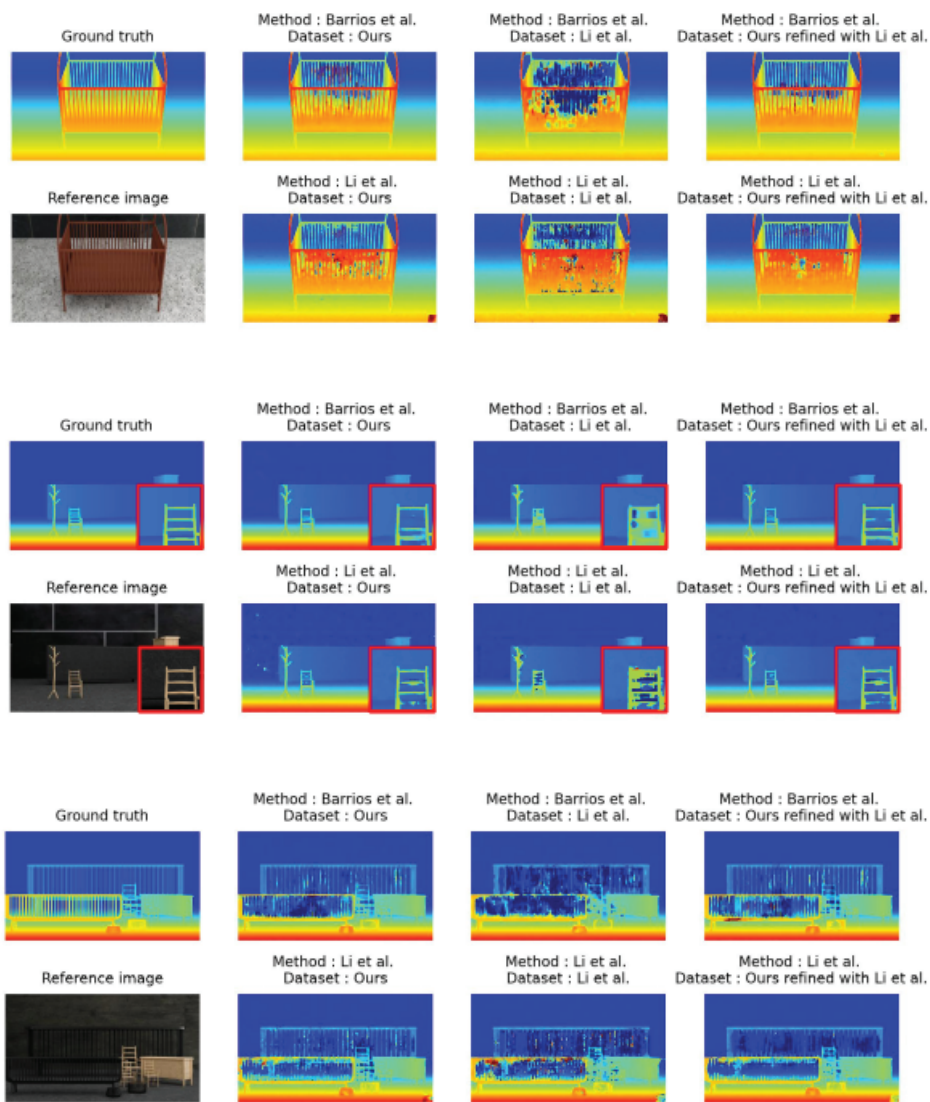 Ground truth
Method : Barrios et al.
Dataset : Ours
Method : Barrios et al.
Dataset : Li et al.
Method : Barrios et al.
Dataset : Ours refined with Li et al.
Reference image
Method : Li et al.
Dataset : Ours
Method : Li et al.
Dataset : Li et al.
Method : Li et al.
Dataset : Ours refined with Li et al.
Ground truth
Method : Barrios et al.
Dataset : Ours
Method : Barrios et al.
Dataset : Li et al.
Method : Barrios et al.
Dataset : Ours refined with Li et al.
Reference image
Method : Li et al.
Dataset : Ours
Method : Li et al.
Dataset : Li et al.
Method : Li et al.
Dataset : Ours refined with Li et al.
Ground truth
Method : Barrios et al.
Dataset : Ours
Method : Barrios et al.
Dataset : Li et al.
Method : Barrios et al.
Dataset : Ours refined with Li et al.
Reference image
Method : Li et al.
Dataset : Ours
Method : Li et al.
Dataset : Li et al.
Method : Li et al.
Dataset : Ours refined with Li et al.